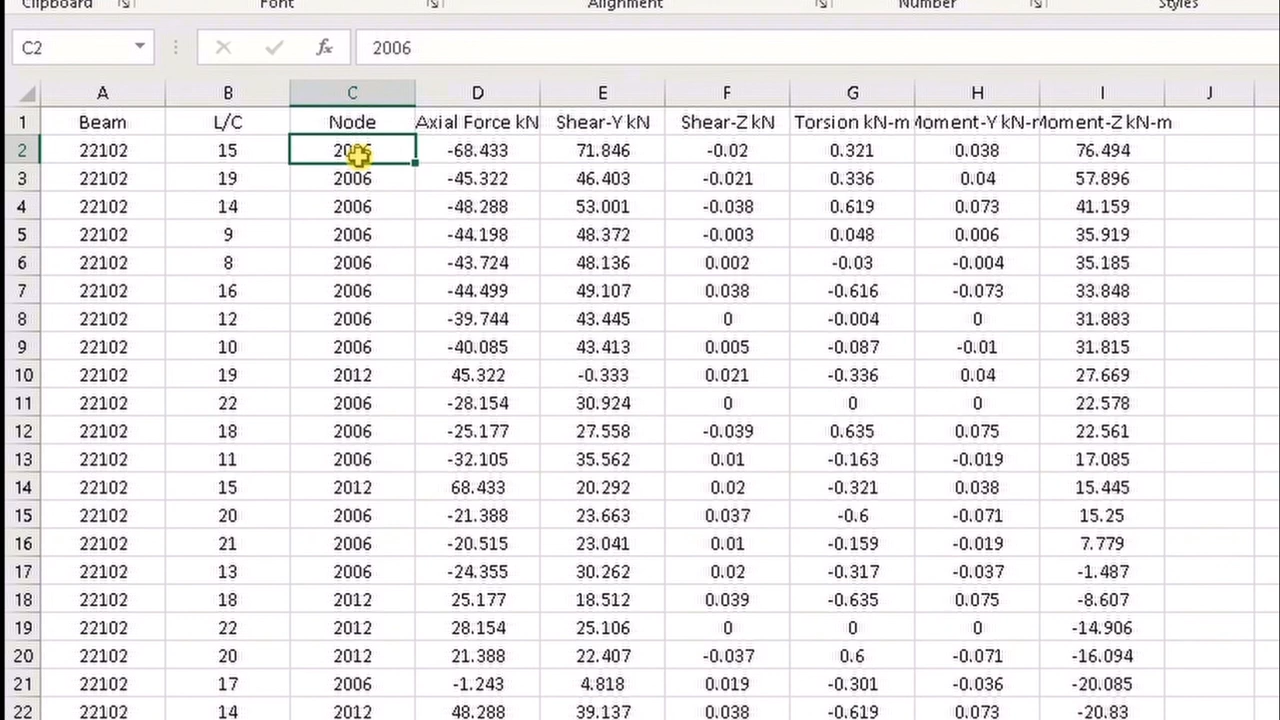 Clipboard Font Alignment Number Styles
C2 fx 2006
A B C D E F G H I J
1 Beam L/C Node Axial Force kN Shear-Y kN Shear-Z kN Torsion kN-m Moment-Y kN-m Moment-Z kN-m
2 22102 15 2006 -68.433 71.846 -0.02 0.321 0.038 76.494
3 22102 19 2006 -45.322 46.403 -0.021 0.336 0.04 57.896
4 22102 14 2006 -48.288 53.001 -0.038 0.619 0.073 41.159
5 22102 9 2006 -44.198 48.372 -0.003 0.048 0.006 35.919
6 22102 8 2006 -43.724 48.136 0.002 -0.03 -0.004 35.185
7 22102 16 2006 -44.499 49.107 0.038 -0.616 -0.073 33.848
8 22102 12 2006 -39.744 43.445 0 -0.004 0 31.883
9 22102 10 2006 -40.085 43.413 0.005 -0.087 -0.01 31.815
10 22102 19 2012 45.322 -0.333 0.021 -0.336 0.04 27.669
11 22102 22 2006 -28.154 30.924 0 0 0 22.578
12 22102 18 2006 -25.177 27.558 -0.039 0.635 0.075 22.561
13 22102 11 2006 -32.105 35.562 0.01 -0.163 -0.019 17.085
14 22102 15 2012 68.433 20.292 0.02 -0.321 0.038 15.445
15 22102 20 2006 -21.388 23.663 0.037 -0.6 -0.071 15.25
16 22102 21 2006 -20.515 23.041 0.01 -0.159 -0.019 7.779
17 22102 13 2006 -24.355 30.262 0.02 -0.317 -0.037 -1.487
18 22102 18 2012 25.177 18.512 0.039 -0.635 0.075 -8.607
19 22102 22 2012 28.154 25.106 0 0 0 -14.906
20 22102 20 2012 21.388 22.407 -0.037 0.6 -0.071 -16.094
21 22102 17 2006 -1.243 4.818 0.019 -0.301 -0.036 -20.085
22 22102 14 2012 48.288 39.137 0.038 -0.619 0.073 -20.83